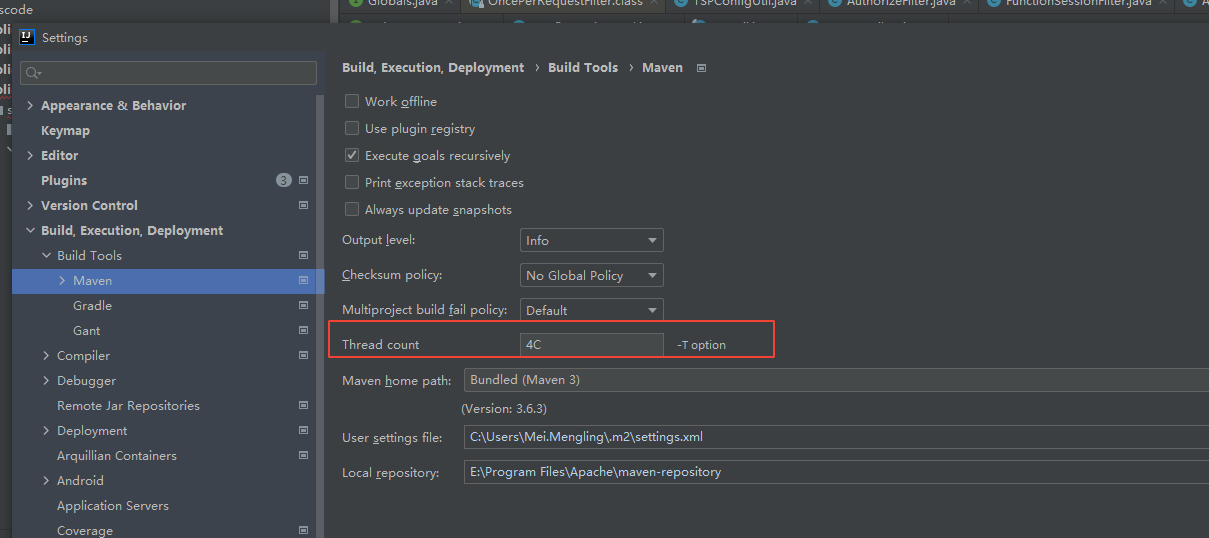 scode
Globals.java
OncePerRequestFilter.class
TSPConfigUtil.java
AuthorizeFilter.java
FunctionSessionFilter.java
Settings
Build, Execution, Deployment › Build Tools › Maven
Appearance & Behavior
Keymap
Editor
Plugins 3
Version Control
Build, Execution, Deployment
Build Tools
Maven
Gradle
Gant
Compiler
Debugger
Remote Jar Repositories
Deployment
Arquillian Containers
Android
Application Servers
Coverage
Work offline
Use plugin registry
Execute goals recursively
Print exception stack traces
Always update snapshots
Output level: Info
Checksum policy: No Global Policy
Multiproject build fail policy: Default
Thread count 4C -T option
Maven home path: Bundled (Maven 3)
(Version: 3.6.3)
User settings file: C:\Users\Mei.Mengling\.m2\settings.xml
Local repository: E:\Program Files\Apache\maven-repository